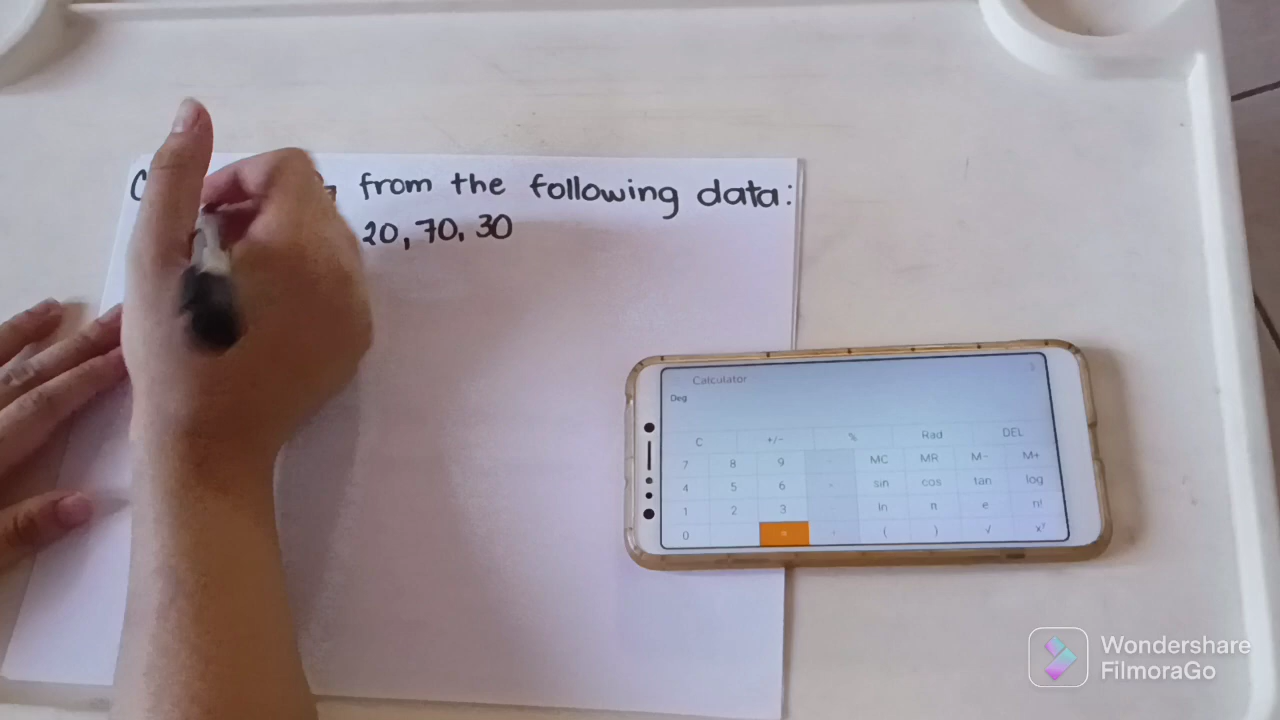 from the following data:
20, 70, 30
Calculator
Deg
C +/- % Rad DEL
7 8 9 MC MR M- M+
4 5 6 - sin cos tan log
1 2 3 ln π e n!
0 = ( ) √
Wondershare
FilmoraGo